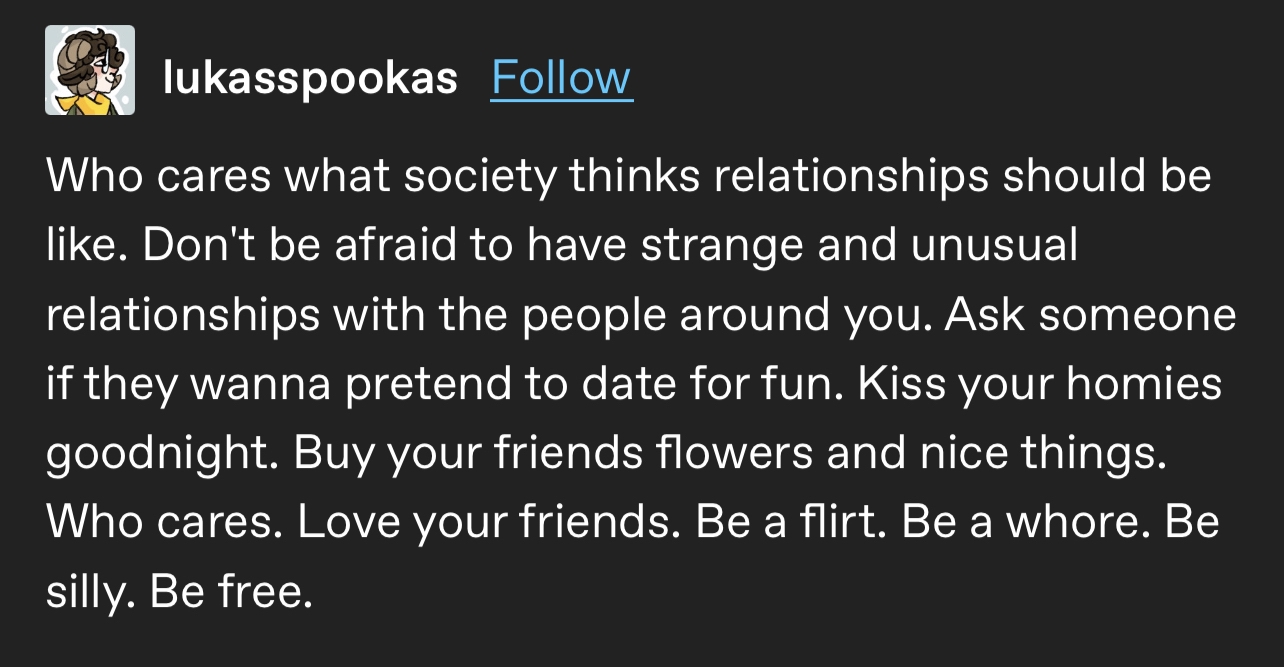 lukasspookas Follow
Who cares what society thinks relationships should be
like. Don't be afraid to have strange and unusual
relationships with the people around you. Ask someone
if they wanna pretend to date for fun. Kiss your homies
goodnight. Buy your friends flowers and nice things.
Who cares. Love your friends. Be a flirt. Be a whore. Be
silly. Be free.